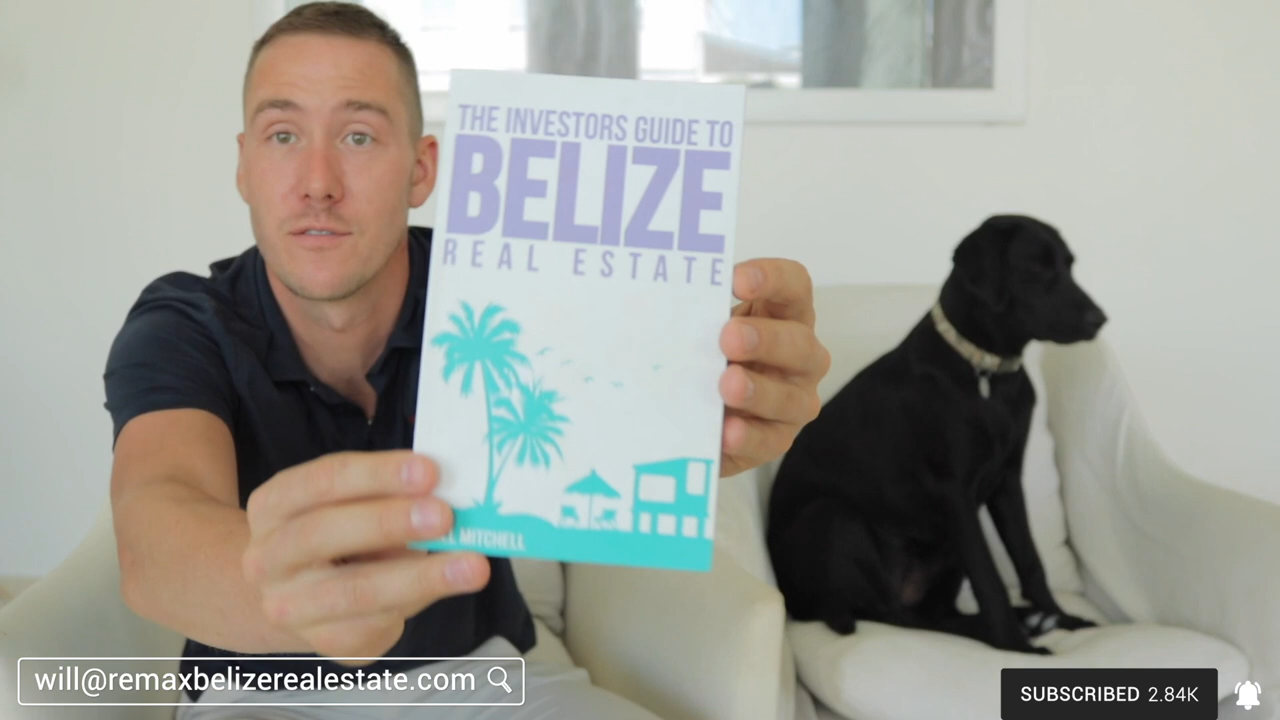 THE INVESTORS GUIDE TO
BELIZE
REAL ESTATE
MITCHELL
will@remaxbelizerealestate.com
SUBSCRIBED 2.84K